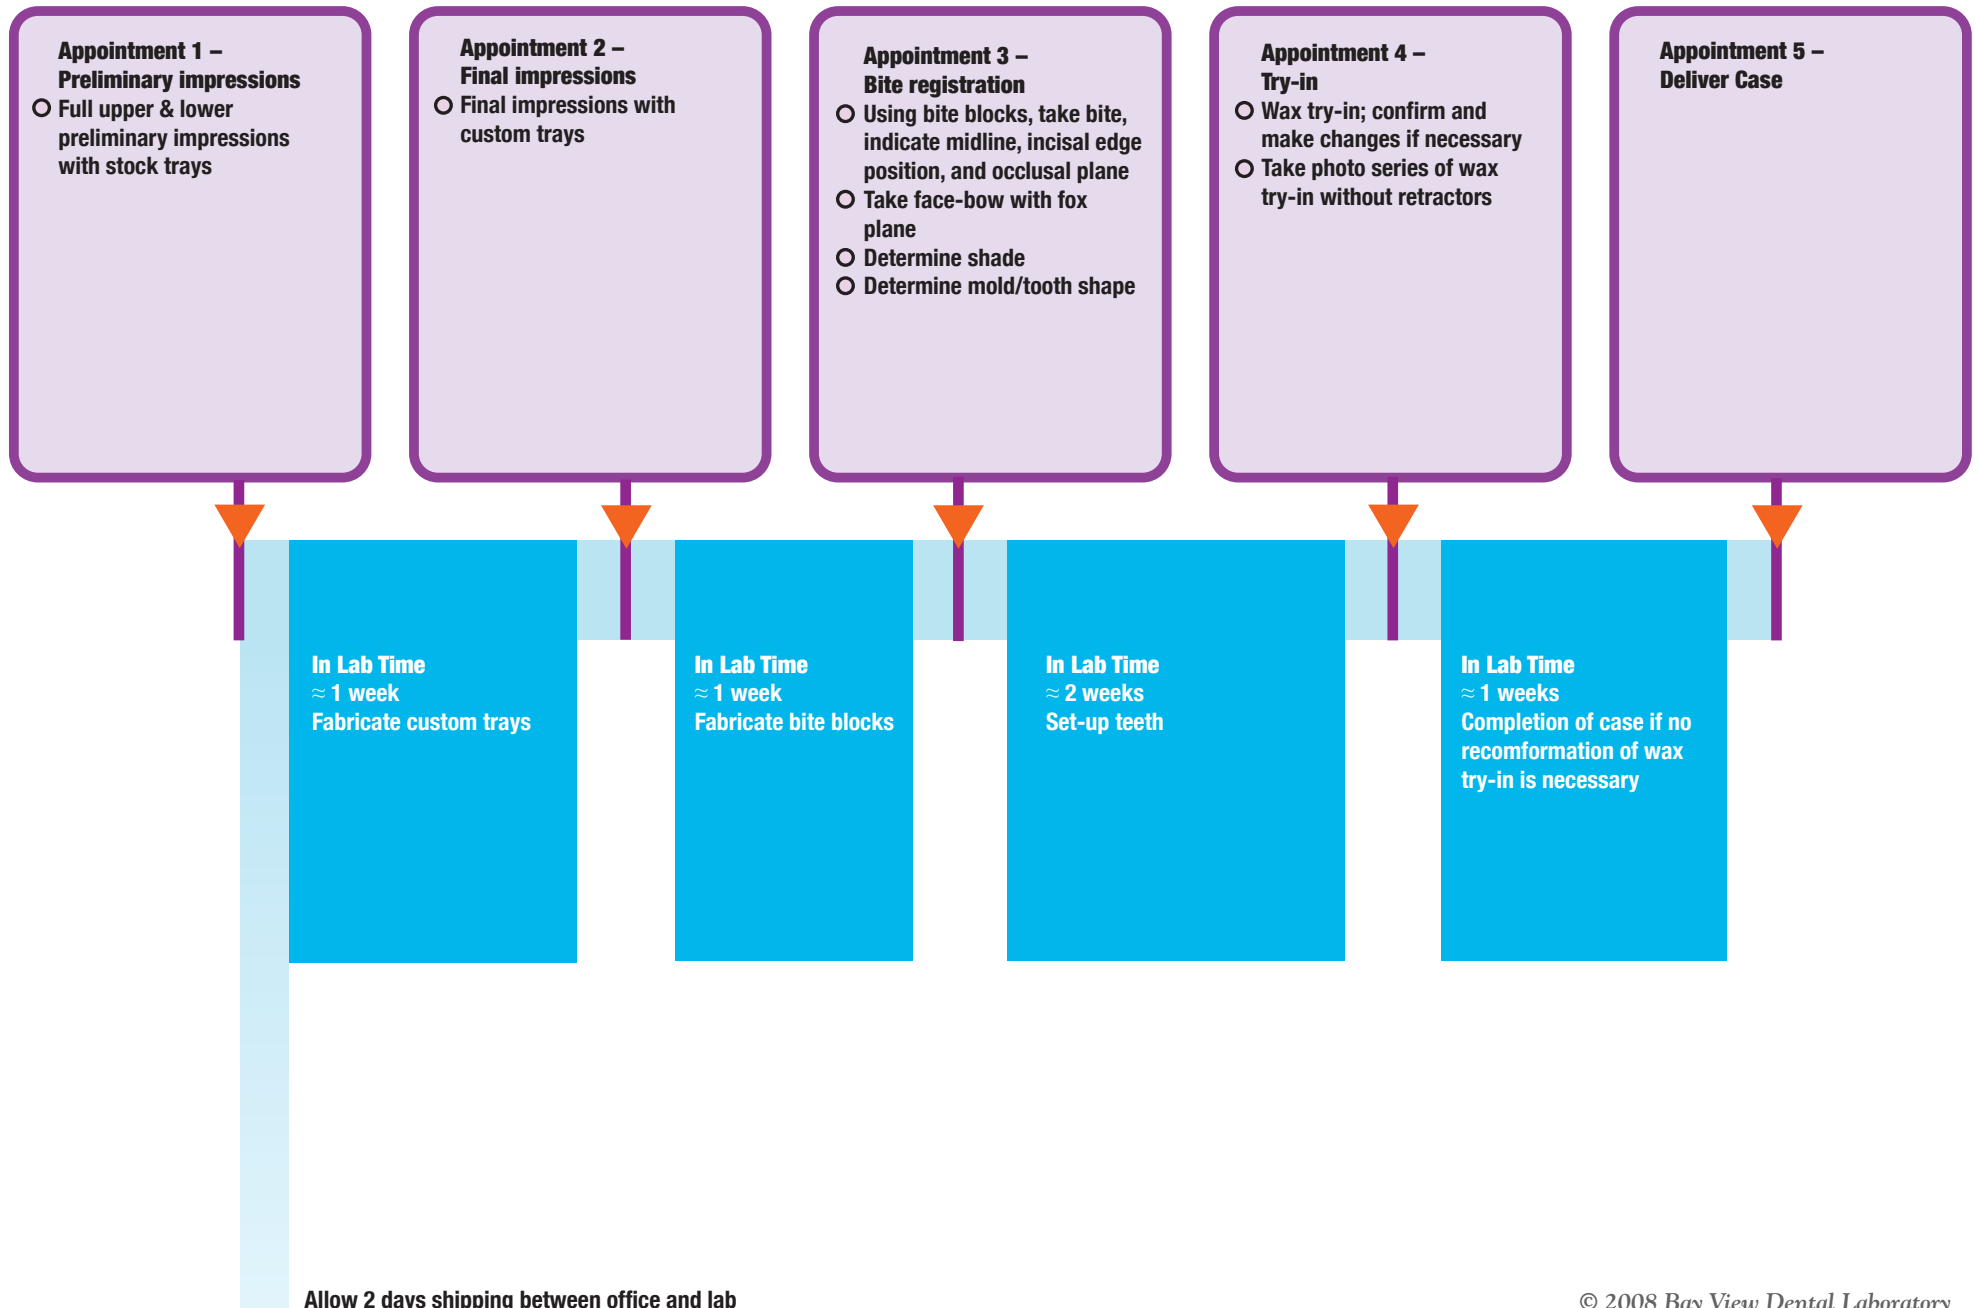 Appointment 1 –
Preliminary impressions
Full upper & lower
preliminary impressions
with stock trays
Appointment 2 –
Final impressions
Final impressions with
custom trays
Appointment 3 –
Bite registration
Using bite blocks, take bite,
indicate midline, incisal edge
position, and occlusal plane
Take face-bow with fox
plane
Determine shade
Determine mold/tooth shape
Appointment 4 –
Try-in
Wax try-in; confirm and
make changes if necessary
Take photo series of wax
try-in without retractors
Appointment 5 –
Deliver Case
In Lab Time
≈ 1 week
Fabricate custom trays
In Lab Time
≈ 1 week
Fabricate bite blocks
In Lab Time
≈ 2 weeks
Set-up teeth
In Lab Time
≈ 1 weeks
Completion of case if no
recomformation of wax
try-in is necessary
Allow 2 days shipping between office and lab
© 2008 Bay View Dental Laboratory